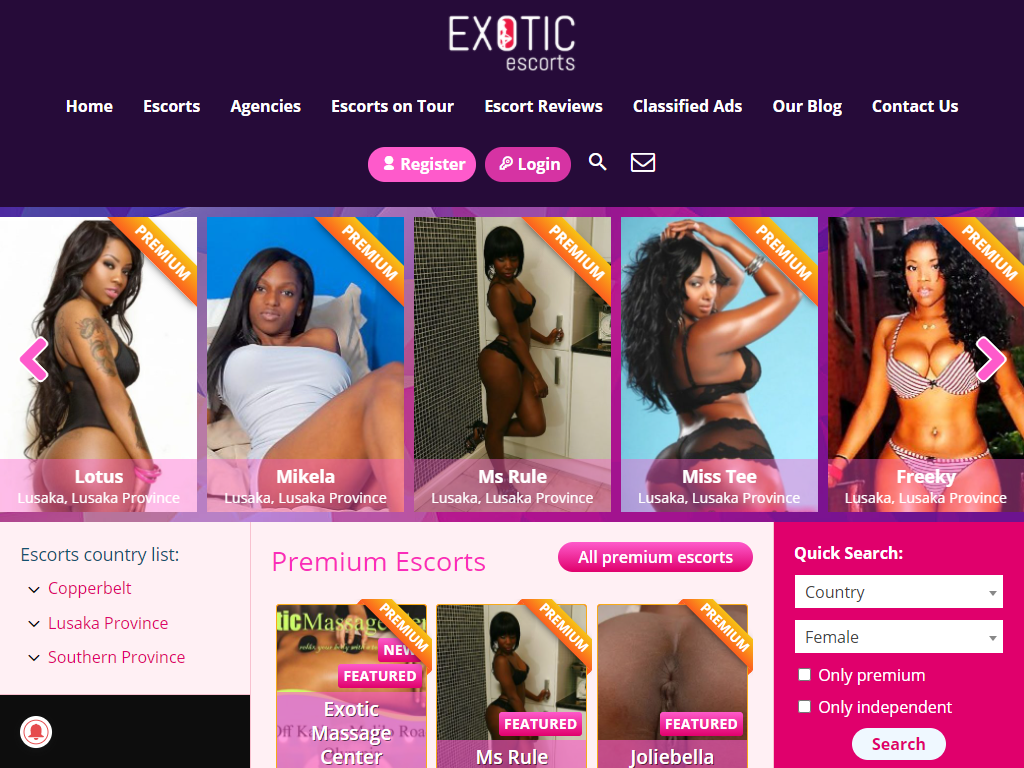 EXOTIC
escorts
Home Escorts Agencies Escorts on Tour Escort Reviews Classified Ads Our Blog Contact Us
Register Login
PREMIUM PREMIUM PREMIUM PREMIUM PREMIUM
Lotus Mikela Ms Rule Miss Tee Freeky
Lusaka, Lusaka Province Lusaka, Lusaka Province Lusaka, Lusaka Province Lusaka, Lusaka Province Lusaka, Lusaka Province
Escorts country list:
Copperbelt
Lusaka Province
Southern Province
Premium Escorts
All premium escorts
PREMIUM
NEW
FEATURED
Exotic
Massage
Center
PREMIUM
FEATURED
Ms Rule
PREMIUM
FEATURED
Joliebella
Quick Search:
Country
Female
Only premium
Only independent
Search